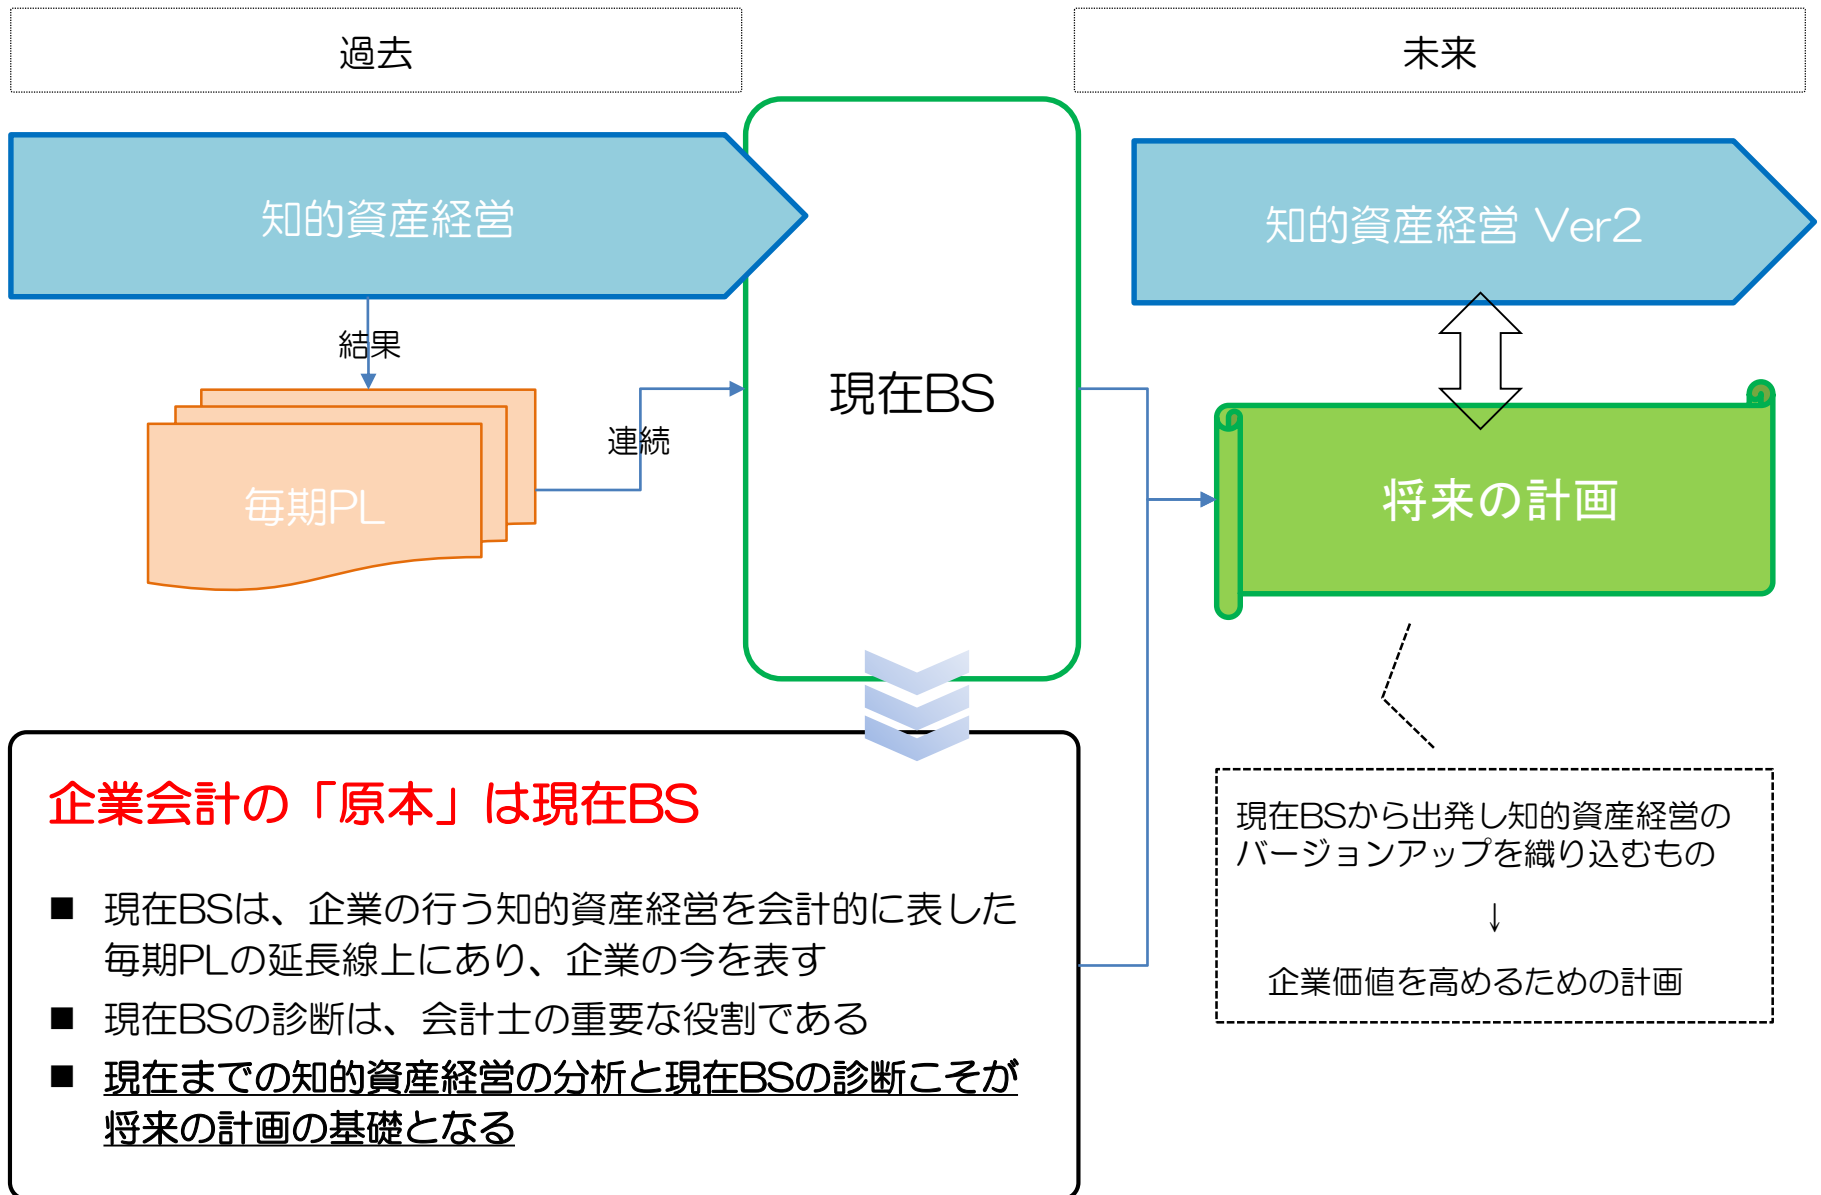 過去
未来
知的資産経営
知的資産経営 Ver2
結果
現在BS
連続
毎期PL
将来の計画
企業会計の「原本」は現在BS
■ 現在BSは、企業の行う知的資産経営を会計的に表した
毎期PLの延長線上にあり、企業の今を表す
■ 現在BSの診断は、会計士の重要な役割である
■ 現在までの知的資産経営の分析と現在BSの診断こそが
将来の計画の基礎となる
現在BSから出発し知的資産経営の
バージョンアップを織り込むもの
↓
企業価値を高めるための計画